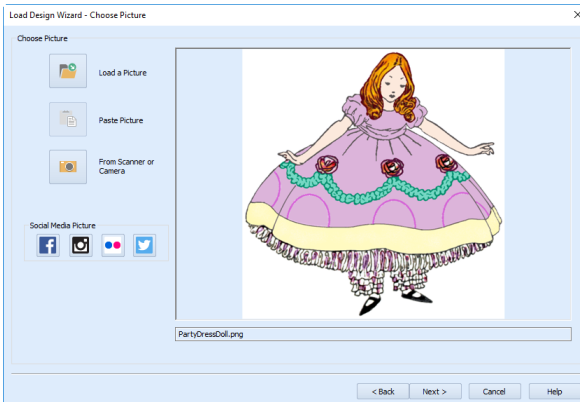 Load Design Wizard - Choose Picture
Choose Picture
Load a Picture
Paste Picture
From Scanner or
Camera
Social Media Picture
PartyDressDoll.png
< Back
Next >
Cancel
Help